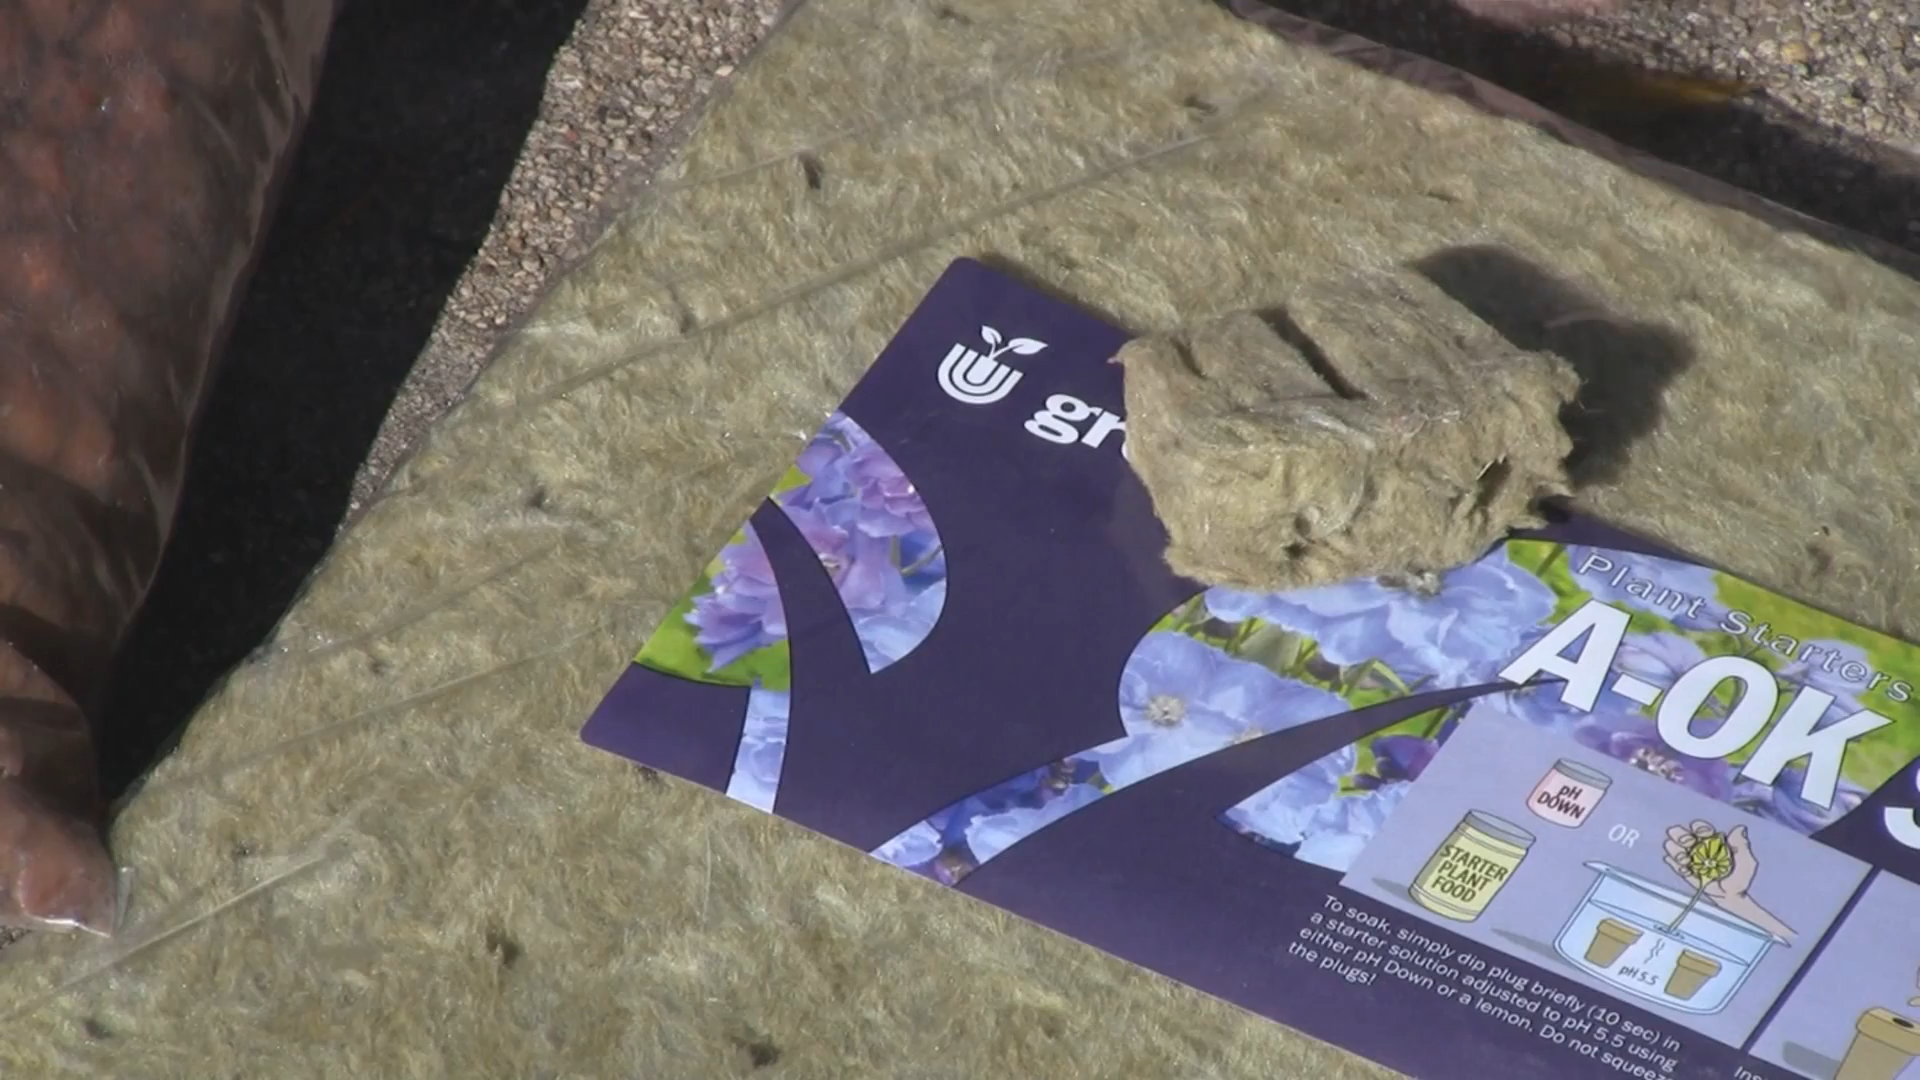 gr
Plant Starters
A-OK
pH
DOWN
OR
STARTER
PLANT
FOOD
pH 5.5
To soak, simply dip plug briefly (10 sec) in
a starter solution adjusted to pH 5.5 using
either pH Down or a lemon. Do not squeeze
the plugs!